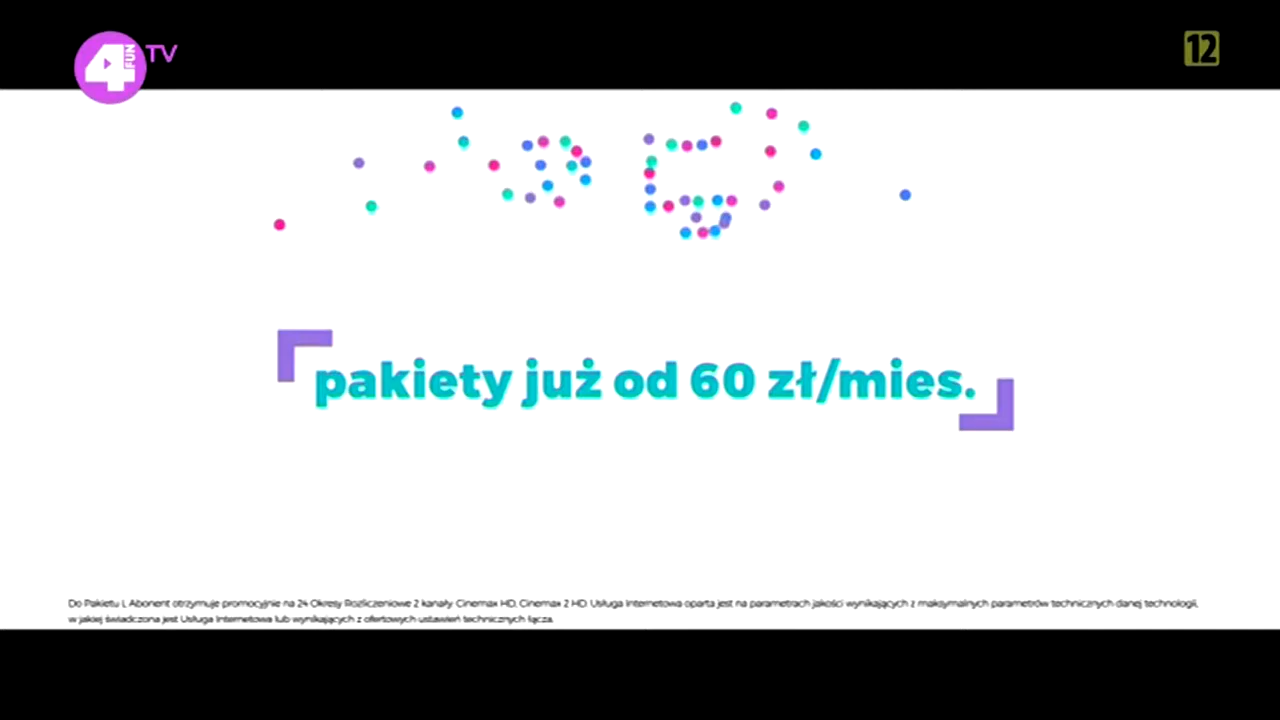 4 FUN TV
12
pakiety już od 60 zł/mies.
Do Pakietu L Abonent otrzymuje promocyjnie na 24 Okresy Rozliczeniowe 2 kanały Cinemax HD, Cinemax 2 HD. Usługa Internetowa oparta jest na parametrach jakości wynikających z maksymalnych parametrów technicznych danej technologii,
w jakiej świadczona jest Usługa Internetowa lub wynikających z ofertowych ustawień technicznych łącza.